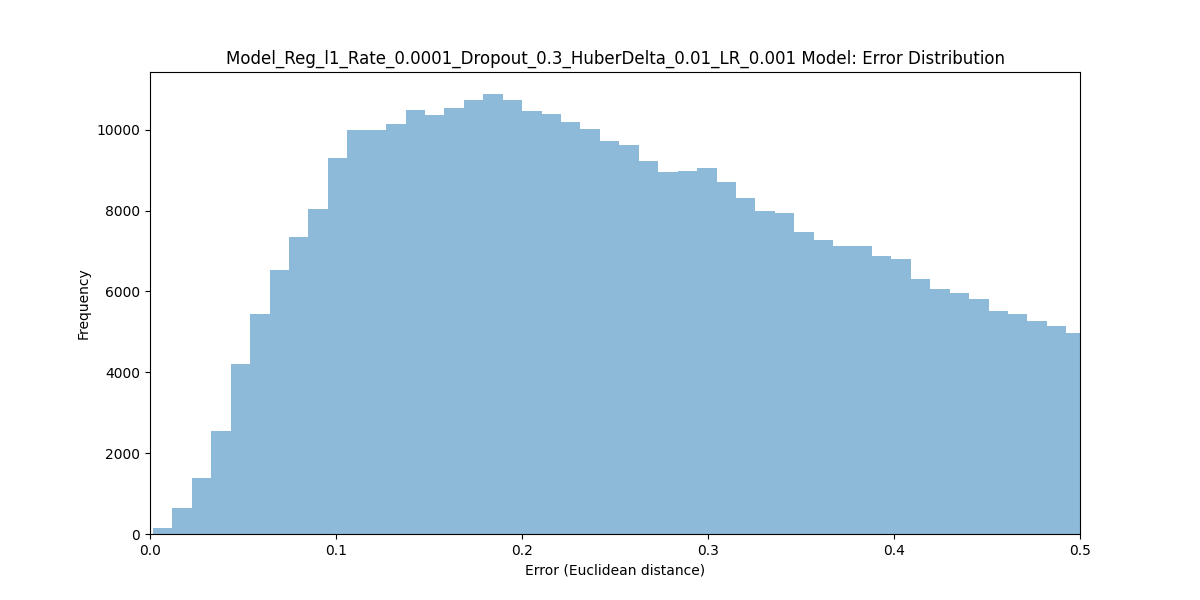 Model_Reg_l1_Rate_0.0001_Dropout_0.3_HuberDelta_0.01_LR_0.001 Model: Error Distribution
10000
8000
6000
4000
2000
0
Frequency
0.0 0.1 0.2 0.3 0.4 0.5
Error (Euclidean distance)